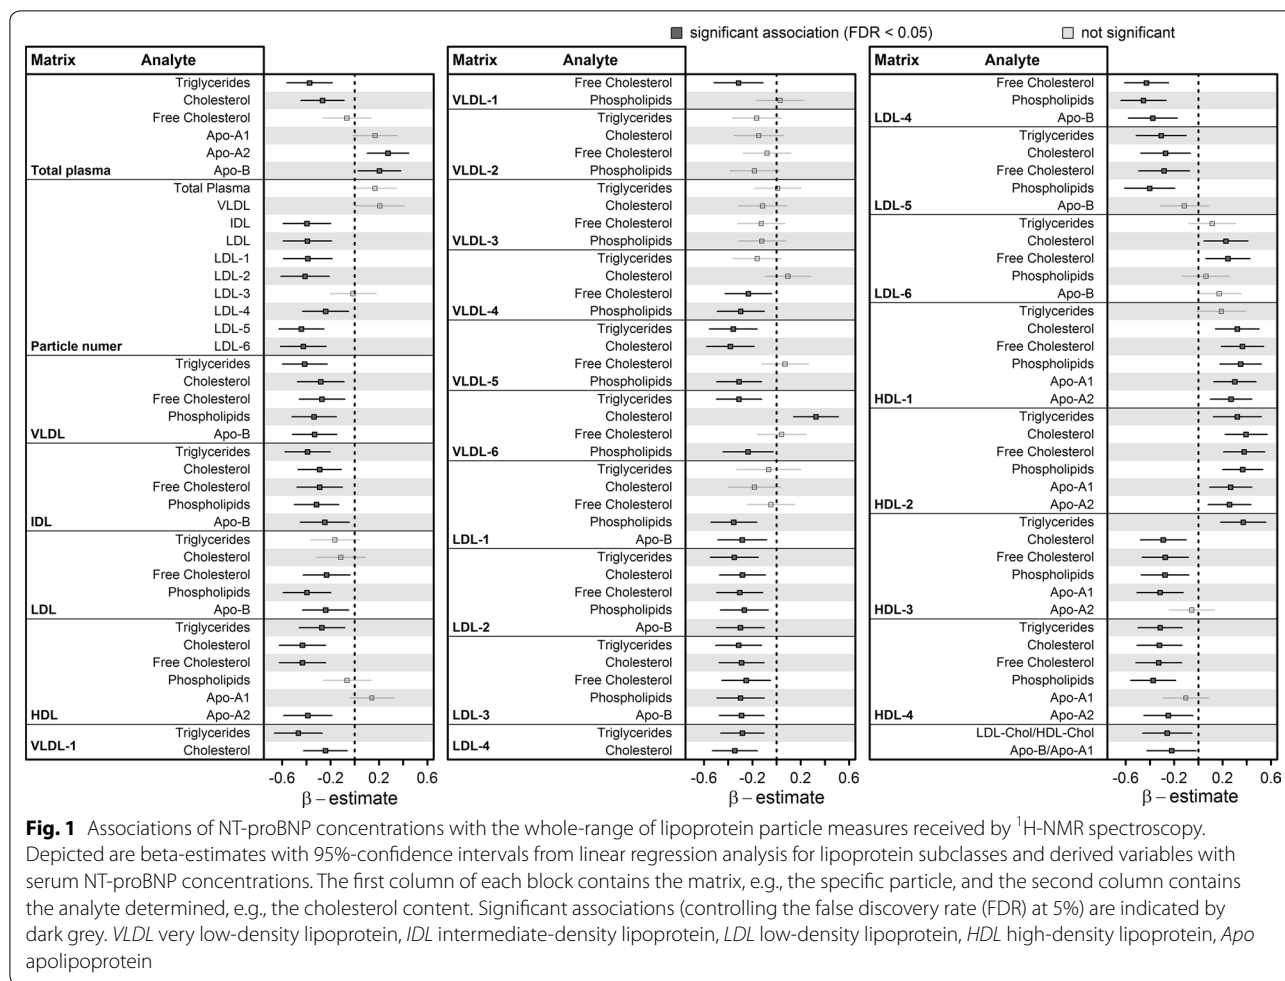 significant association (FDR < 0.05) not significant
Matrix Analyte
Triglycerides
Cholesterol
Free Cholesterol
Apo-A1
Apo-A2
Total plasma Apo-B
Total Plasma
VLDL
IDL
LDL
LDL-1
LDL-2
LDL-3
LDL-4
LDL-5
Particle numer LDL-6
Triglycerides
Cholesterol
Free Cholesterol
Phospholipids
VLDL Apo-B
Triglycerides
Cholesterol
Free Cholesterol
Phospholipids
IDL Apo-B
Triglycerides
Cholesterol
Free Cholesterol
Phospholipids
LDL Apo-B
Triglycerides
Cholesterol
Free Cholesterol
Phospholipids
Apo-A1
HDL Apo-A2
Triglycerides
VLDL-1 Cholesterol
-0.6 -0.2 0.2 0.6
β – estimate
Matrix Analyte
Free Cholesterol
VLDL-1 Phospholipids
Triglycerides
Cholesterol
Free Cholesterol
VLDL-2 Phospholipids
Triglycerides
Cholesterol
Free Cholesterol
VLDL-3 Phospholipids
Triglycerides
Cholesterol
Free Cholesterol
VLDL-4 Phospholipids
Triglycerides
Cholesterol
Free Cholesterol
VLDL-5 Phospholipids
Triglycerides
Cholesterol
Free Cholesterol
VLDL-6 Phospholipids
Triglycerides
Cholesterol
Free Cholesterol
Phospholipids
LDL-1 Apo-B
Triglycerides
Cholesterol
Free Cholesterol
Phospholipids
LDL-2 Apo-B
Triglycerides
Cholesterol
Free Cholesterol
Phospholipids
LDL-3 Apo-B
Triglycerides
LDL-4 Cholesterol
-0.6 -0.2 0.2 0.6
β – estimate
Matrix Analyte
Free Cholesterol
Phospholipids
LDL-4 Apo-B
Triglycerides
Cholesterol
Free Cholesterol
Phospholipids
LDL-5 Apo-B
Triglycerides
Cholesterol
Free Cholesterol
Phospholipids
LDL-6 Apo-B
Triglycerides
Cholesterol
Free Cholesterol
Phospholipids
Apo-A1
HDL-1 Apo-A2
Triglycerides
Cholesterol
Free Cholesterol
Phospholipids
Apo-A1
HDL-2 Apo-A2
Triglycerides
Cholesterol
Free Cholesterol
Phospholipids
Apo-A1
HDL-3 Apo-A2
Triglycerides
Cholesterol
Free Cholesterol
Phospholipids
Apo-A1
HDL-4 Apo-A2
LDL-Chol/HDL-Chol
Apo-B/Apo-A1
-0.6 -0.2 0.2 0.6
β – estimate
Fig. 1 Associations of NT-proBNP concentrations with the whole-range of lipoprotein particle measures received by ¹H-NMR spectroscopy.
Depicted are beta-estimates with 95%-confidence intervals from linear regression analysis for lipoprotein subclasses and derived variables with
serum NT-proBNP concentrations. The first column of each block contains the matrix, e.g., the specific particle, and the second column contains
the analyte determined, e.g., the cholesterol content. Significant associations (controlling the false discovery rate (FDR) at 5%) are indicated by
dark grey. VLDL very low-density lipoprotein, IDL intermediate-density lipoprotein, LDL low-density lipoprotein, HDL high-density lipoprotein, Apo
apolipoprotein